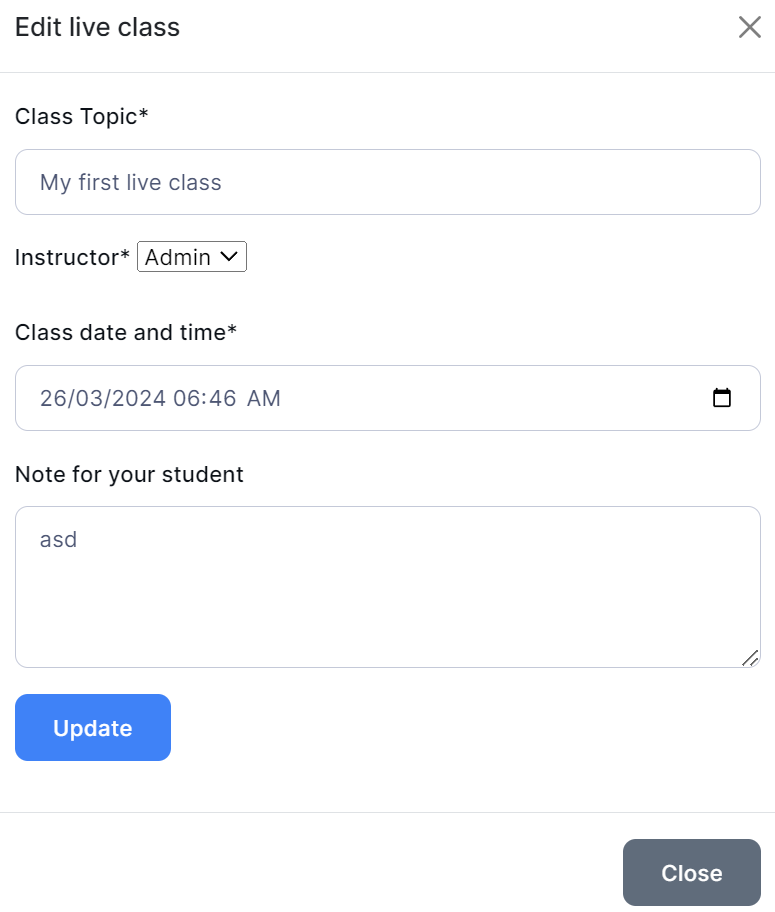 Edit live class
Class Topic*
My first live class
Instructor* Admin
Class date and time*
26/03/2024 06:46 AM
Note for your student
asd
Update
Close